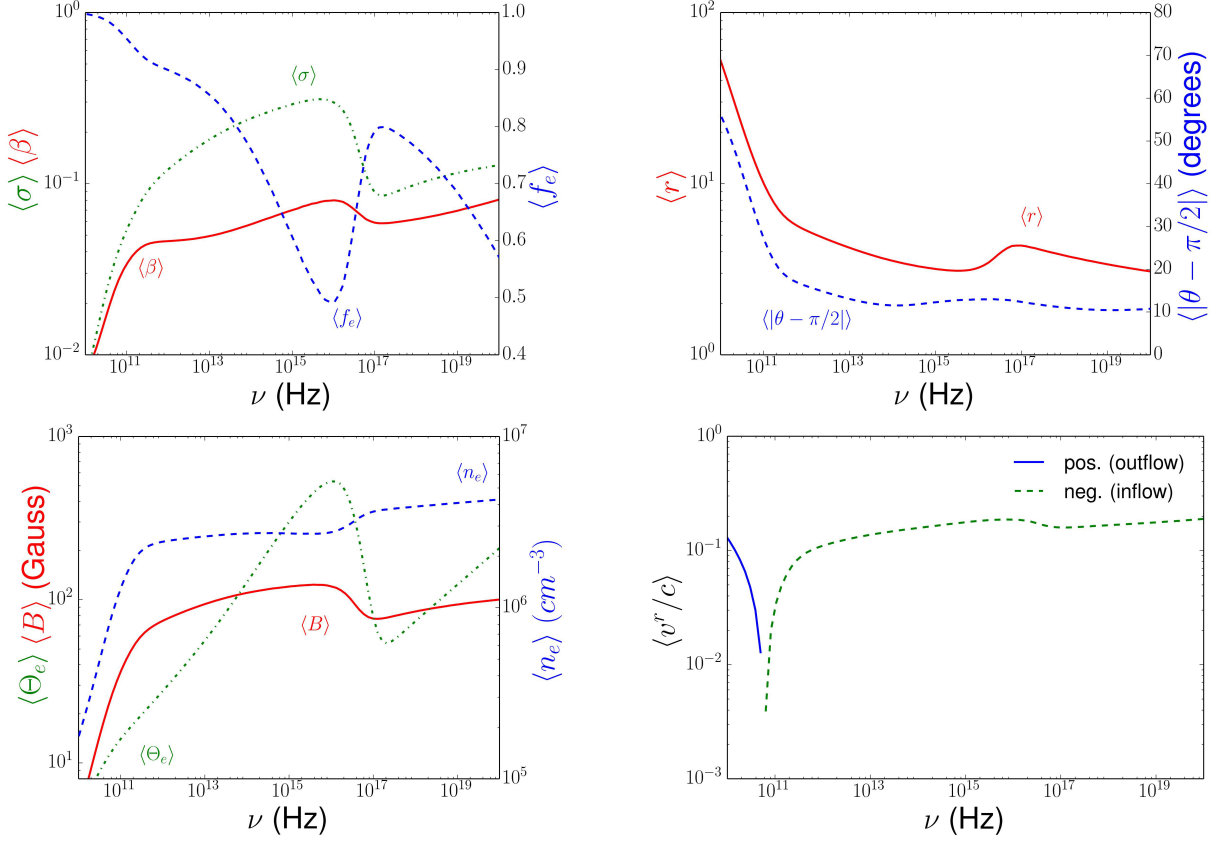 10⁰
10⁻¹
10⁻²
⟨σ⟩ ⟨β⟩
⟨σ⟩
⟨β⟩
⟨f_e⟩
1.0
0.9
0.8
0.7
0.6
0.5
0.4
⟨f_e⟩
10¹¹ 10¹³ 10¹⁵ 10¹⁷ 10¹⁹
ν (Hz)
10²
10¹
10⁰
⟨r⟩
⟨r⟩
⟨|θ − π/2|⟩
80
70
60
50
40
30
20
10
0
⟨|θ − π/2|⟩ (degrees)
10¹¹ 10¹³ 10¹⁵ 10¹⁷ 10¹⁹
ν (Hz)
10³
10²
10¹
⟨Θ_e⟩ ⟨B⟩ (Gauss)
⟨n_e⟩
⟨B⟩
⟨Θ_e⟩
10⁷
10⁶
10⁵
⟨n_e⟩ (cm⁻³)
10¹¹ 10¹³ 10¹⁵ 10¹⁷ 10¹⁹
ν (Hz)
10⁰
10⁻¹
10⁻²
10⁻³
⟨v^r/c⟩
pos. (outflow)
neg. (inflow)
10¹¹ 10¹³ 10¹⁵ 10¹⁷ 10¹⁹
ν (Hz)